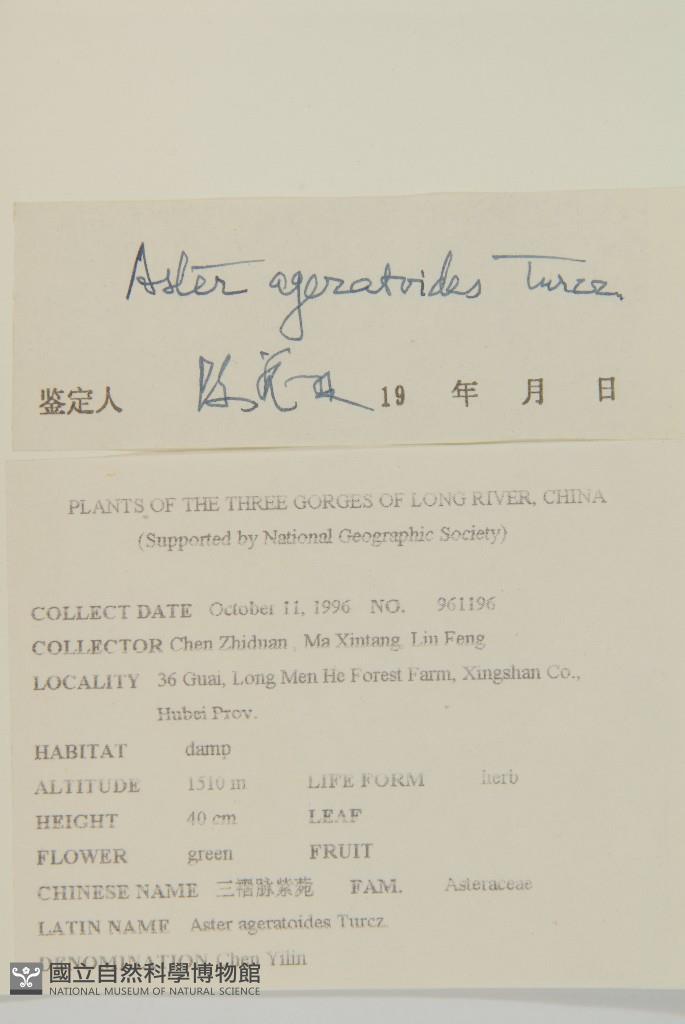 Aster ageratoides Turcz.
鉴定人 陈艺林 19 年 月 日
PLANTS OF THE THREE GORGES OF LONG RIVER, CHINA
(Supported by National Geographic Society)
COLLECT DATE October 11, 1996 NO. 961196
COLLECTOR Chen Zhiduan , Ma Xintang, Lin Feng
LOCALITY 36 Guai, Long Men He Forest Farm, Xingshan Co.,
Hubei Prov.
HABITAT damp
ALTITUDE 1510 m LIFE FORM herb
HEIGHT 40 cm LEAF
FLOWER green FRUIT
CHINESE NAME 三褶脉紫菀 FAM. Asteraceae
LATIN NAME Aster ageratoides Turcz.
DENOMINATION Chen Yilin
國立自然科學博物館
NATIONAL MUSEUM OF NATURAL SCIENCE